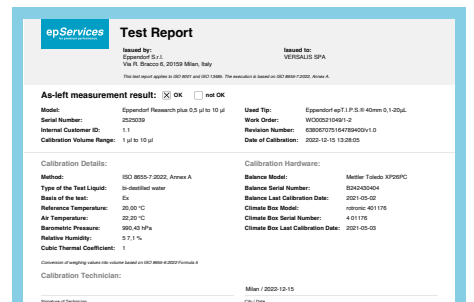 epServices
for premium performance
Test Report
Issued by:
Eppendorf S.r.l.
Via R. Bracco 6, 20159 Milan, Italy
Issued to:
VERSALIS SPA
This test report applies to ISO 9001 and ISO 13485. The execution is based on ISO 8655-7:2022, Annex A.
As-left measurement result: ☒ OK ☐ not OK
Model: Eppendorf Research plus 0,5 µl to 10 µl
Serial Number: 2525039
Internal Customer ID: 1.1
Calibration Volume Range: 1 µl to 10 µl
Used Tip: Eppendorf epT.I.P.S.® 40mm 0,1-20µL
Work Order: WO00521049/1-2
Revision Number: 638067075164789400/v1.0
Date of Calibration: 2022-12-15 13:28:05
Calibration Details:
Method: ISO 8655-7:2022, Annex A
Type of the Test Liquid: bi-destilled water
Basis of the test: Ex
Reference Temperature: 20,00 °C
Air Temperature: 22,20 °C
Barometric Pressure: 990,43 hPa
Relative Humidity: 5 7,1 %
Cubic Thermal Coefficient: 1
Calibration Hardware:
Balance Model: Mettler Toledo XP26PC
Balance Serial Number: B242430404
Balance Last Calibration Date: 2021-05-02
Climate Box Model: rotronic 401176
Climate Box Serial Number: 4 01176
Climate Box Last Calibration Date: 2021-05-03
Conversion of weighing values into volume based on ISO 8655-6:2022 Formula 6
Calibration Technician:
Milan / 2022-12-15
Signature of Technician
City / Date